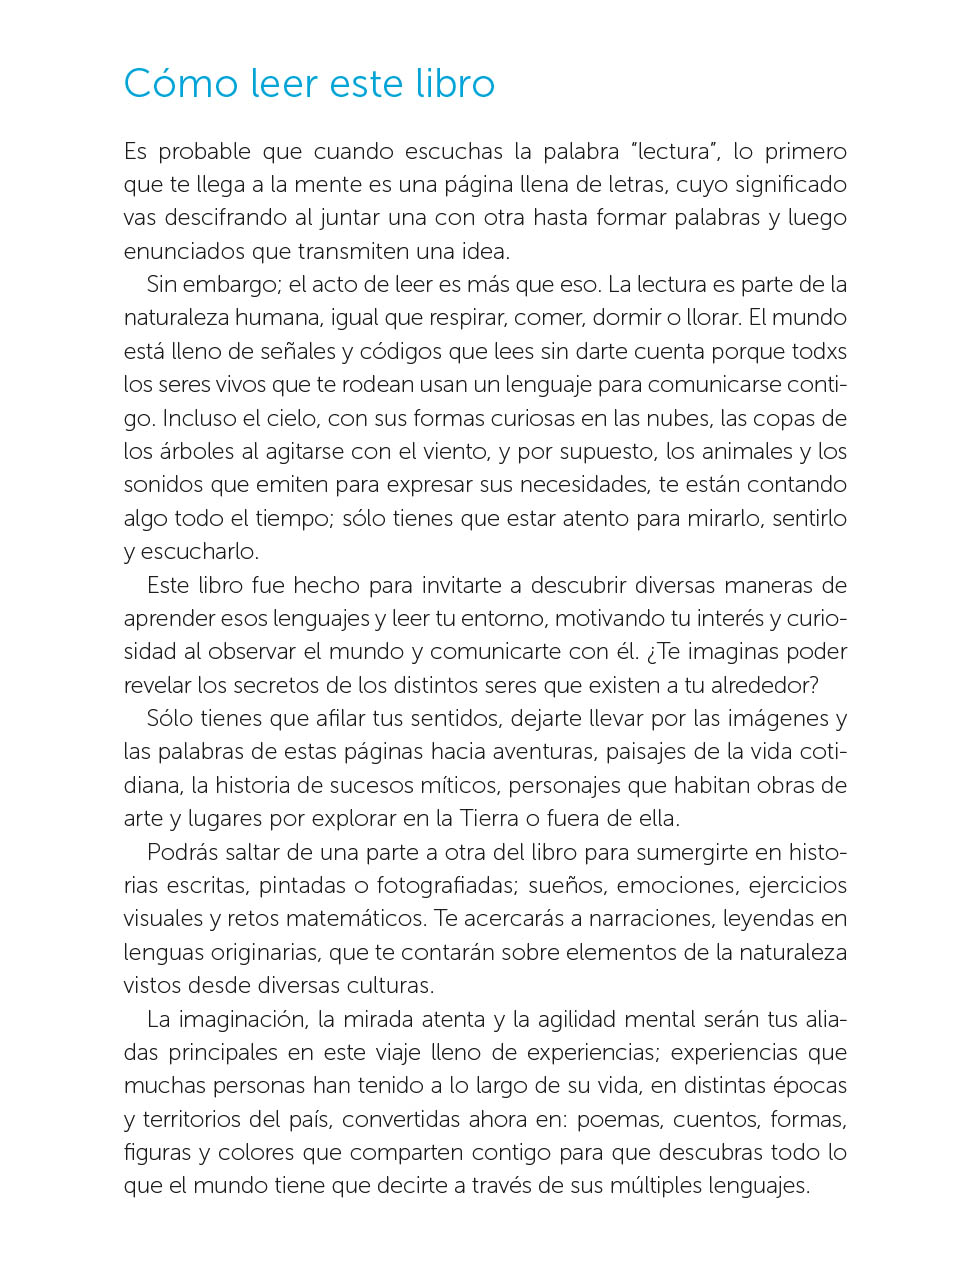 Cómo leer este libro
Es probable que cuando escuchas la palabra “lectura”, lo primero
que te llega a la mente es una página llena de letras, cuyo significado
vas descifrando al juntar una con otra hasta formar palabras y luego
enunciados que transmiten una idea.
Sin embargo; el acto de leer es más que eso. La lectura es parte de la
naturaleza humana, igual que respirar, comer, dormir o llorar. El mundo
está lleno de señales y códigos que lees sin darte cuenta porque todxs
los seres vivos que te rodean usan un lenguaje para comunicarse conti-
go. Incluso el cielo, con sus formas curiosas en las nubes, las copas de
los árboles al agitarse con el viento, y por supuesto, los animales y los
sonidos que emiten para expresar sus necesidades, te están contando
algo todo el tiempo; sólo tienes que estar atento para mirarlo, sentirlo
y escucharlo.
Este libro fue hecho para invitarte a descubrir diversas maneras de
aprender esos lenguajes y leer tu entorno, motivando tu interés y curio-
sidad al observar el mundo y comunicarte con él. ¿Te imaginas poder
revelar los secretos de los distintos seres que existen a tu alrededor?
Sólo tienes que afilar tus sentidos, dejarte llevar por las imágenes y
las palabras de estas páginas hacia aventuras, paisajes de la vida coti-
diana, la historia de sucesos míticos, personajes que habitan obras de
arte y lugares por explorar en la Tierra o fuera de ella.
Podrás saltar de una parte a otra del libro para sumergirte en histo-
rias escritas, pintadas o fotografiadas; sueños, emociones, ejercicios
visuales y retos matemáticos. Te acercarás a narraciones, leyendas en
lenguas originarias, que te contarán sobre elementos de la naturaleza
vistos desde diversas culturas.
La imaginación, la mirada atenta y la agilidad mental serán tus alia-
das principales en este viaje lleno de experiencias; experiencias que
muchas personas han tenido a lo largo de su vida, en distintas épocas
y territorios del país, convertidas ahora en: poemas, cuentos, formas,
figuras y colores que comparten contigo para que descubras todo lo
que el mundo tiene que decirte a través de sus múltiples lenguajes.